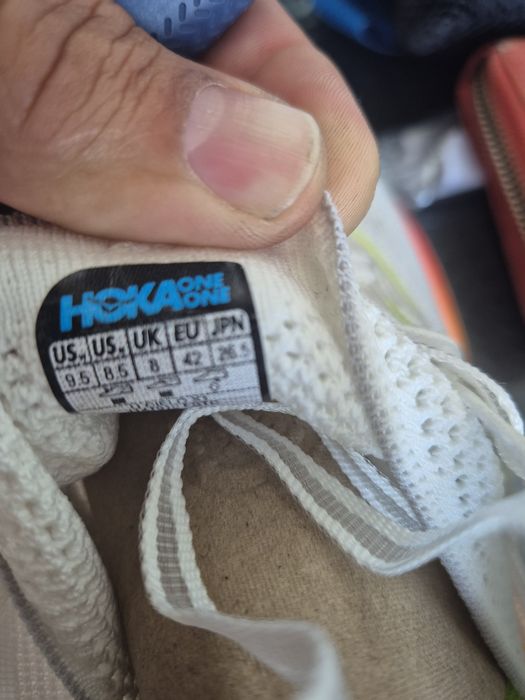 HOKA ONE ONE
US US UK EU JPN
9.5 8.5 8 42 26.5